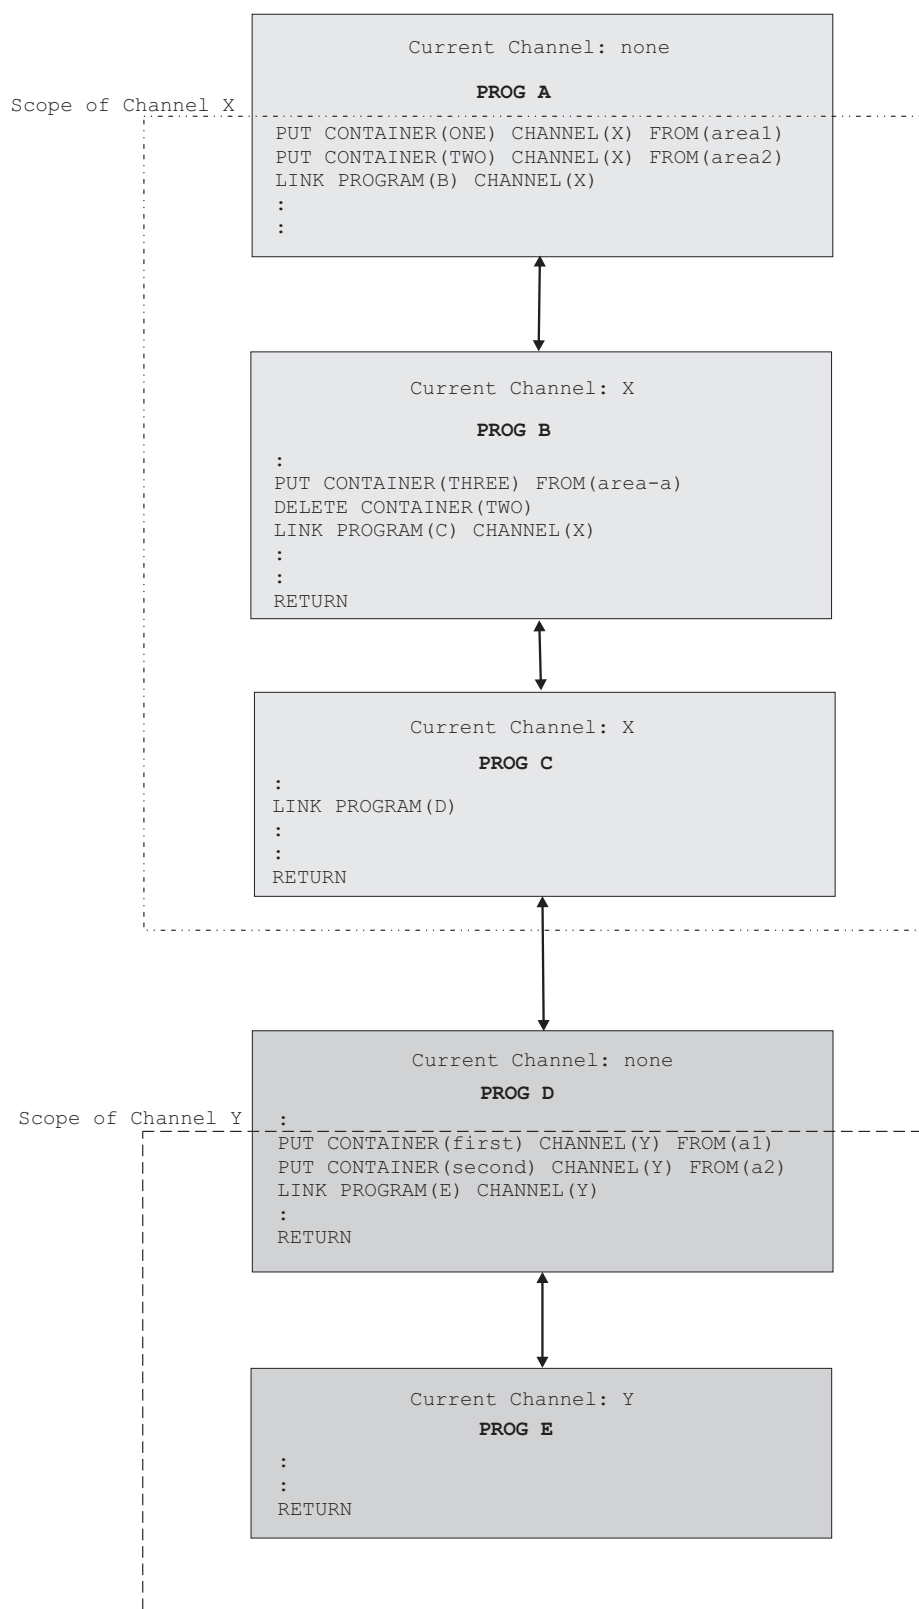 Current Channel: none
PROG A
Scope of Channel X
PUT CONTAINER(ONE) CHANNEL(X) FROM(area1)
PUT CONTAINER(TWO) CHANNEL(X) FROM(area2)
LINK PROGRAM(B) CHANNEL(X)
:
:
Current Channel: X
PROG B
:
PUT CONTAINER(THREE) FROM(area-a)
DELETE CONTAINER(TWO)
LINK PROGRAM(C) CHANNEL(X)
:
:
RETURN
Current Channel: X
PROG C
:
LINK PROGRAM(D)
:
:
RETURN
Current Channel: none
PROG D
Scope of Channel Y
:
PUT CONTAINER(first) CHANNEL(Y) FROM(a1)
PUT CONTAINER(second) CHANNEL(Y) FROM(a2)
LINK PROGRAM(E) CHANNEL(Y)
:
RETURN
Current Channel: Y
PROG E
:
:
RETURN